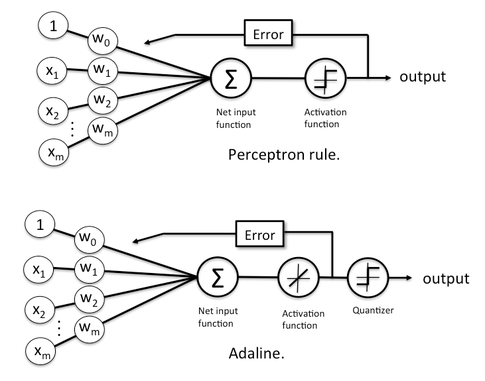 1
w0
Error
x1
w1
Σ
output
x2
w2
Net input
function
Activation
function
⋮
wm
xm
Perceptron rule.
1
w0
Error
x1
w1
Σ
output
x2
w2
Net input
function
Activation
function
Quantizer
⋮
wm
xm
Adaline.